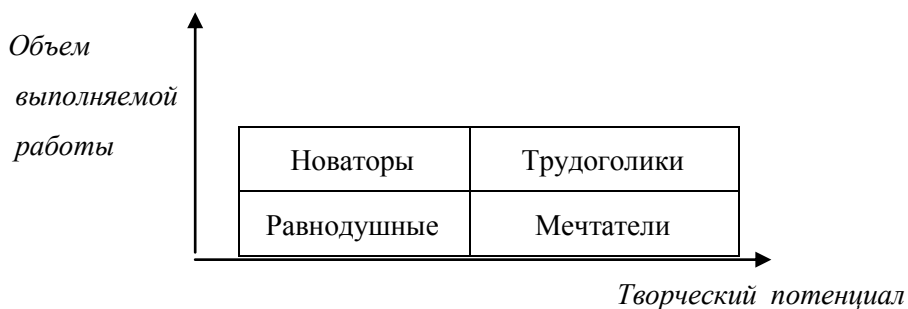 Объем
выполняемой
работы
Новаторы Трудоголики
Равнодушные Мечтатели
Творческий потенциал